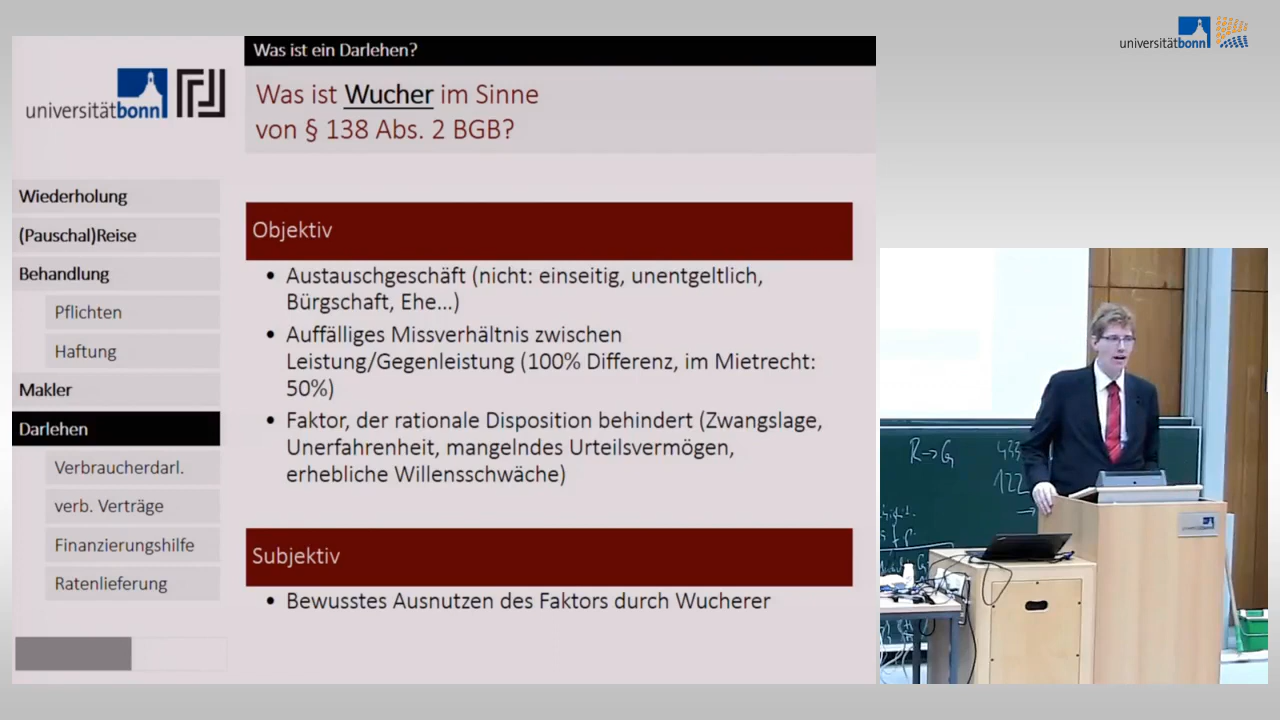 universitätbonn
Was ist ein Darlehen?
universitätbonn
Was ist Wucher im Sinne
von § 138 Abs. 2 BGB?
Wiederholung
(Pauschal)Reise
Behandlung
Pflichten
Haftung
Makler
Darlehen
Verbraucherdarl.
verb. Verträge
Finanzierungshilfe
Ratenlieferung
Objektiv
• Austauschgeschäft (nicht: einseitig, unentgeltlich,
Bürgschaft, Ehe…)
• Auffälliges Missverhältnis zwischen
Leistung/Gegenleistung (100% Differenz, im Mietrecht:
50%)
• Faktor, der rationale Disposition behindert (Zwangslage,
Unerfahrenheit, mangelndes Urteilsvermögen,
erhebliche Willensschwäche)
Subjektiv
• Bewusstes Ausnutzen des Faktors durch Wucherer
R→G 433
122
→